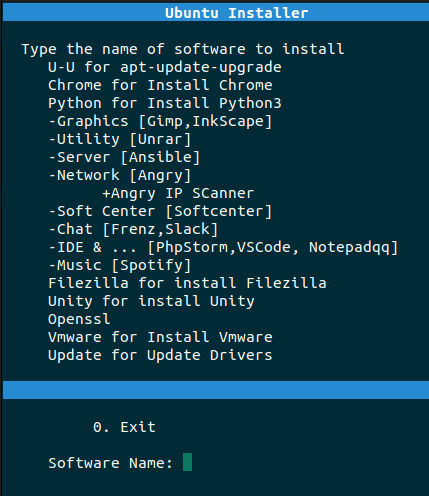 Ubuntu Installer
Type the name of software to install
U-U for apt-update-upgrade
Chrome for Install Chrome
Python for Install Python3
-Graphics [Gimp,InkScape]
-Utility [Unrar]
-Server [Ansible]
-Network [Angry]
+Angry IP SCanner
-Soft Center [Softcenter]
-Chat [Frenz,Slack]
-IDE & ... [PhpStorm,VSCode, Notepadqq]
-Music [Spotify]
Filezilla for install Filezilla
Unity for install Unity
Openssl
Vmware for Install Vmware
Update for Update Drivers
0. Exit
Software Name: